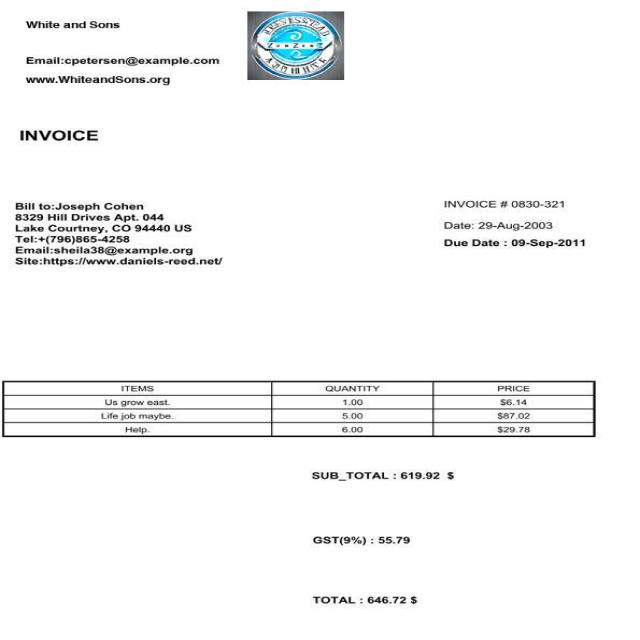 White and Sons
Email:cpetersen@example.com
www.WhiteandSons.org
INVOICE
Bill to:Joseph Cohen
8329 Hill Drives Apt. 044
Lake Courtney, CO 94440 US
Tel:+(796)865-4258
Email:sheila38@example.org
Site:https://www.daniels-reed.net/
INVOICE # 0830-321
Date: 29-Aug-2003
Due Date : 09-Sep-2011
ITEMS QUANTITY PRICE
Us grow east. 1.00 $6.14
Life job maybe. 5.00 $87.02
Help. 6.00 $29.78
SUB_TOTAL : 619.92 $
GST(9%) : 55.79
TOTAL : 646.72 $